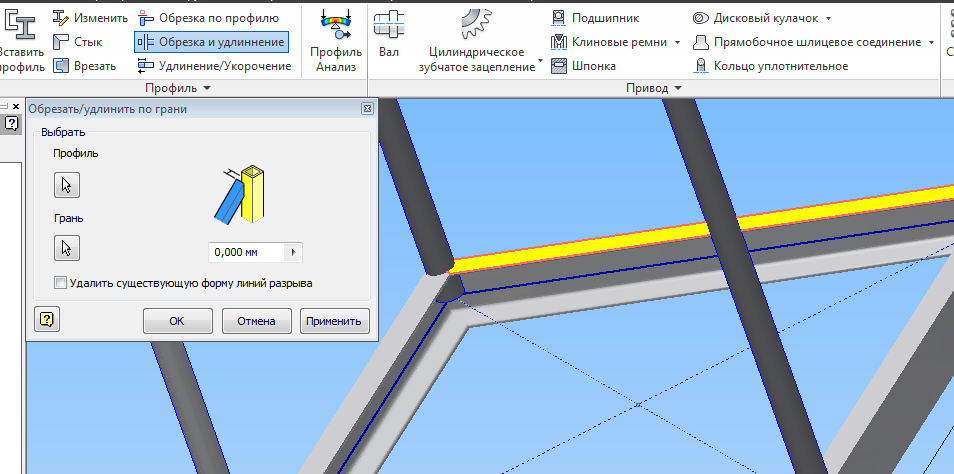 Вставить
профиль
Изменить
Стык
Врезать
Обрезка по профилю
Обрезка и удлиннение
Удлинение/Укорочение
Профиль
Анализ
Профиль
Вал
Цилиндрическое
зубчатое зацепление
Подшипник
Клиновые ремни
Шпонка
Дисковый кулачок
Прямобочное шлицевое соединение
Кольцо уплотнительное
Привод
Обрезать/удлинить по грани
Выбрать
Профиль
Грань
0,000 мм
Удалить существующую форму линий разрыва
ОК
Отмена
Применить